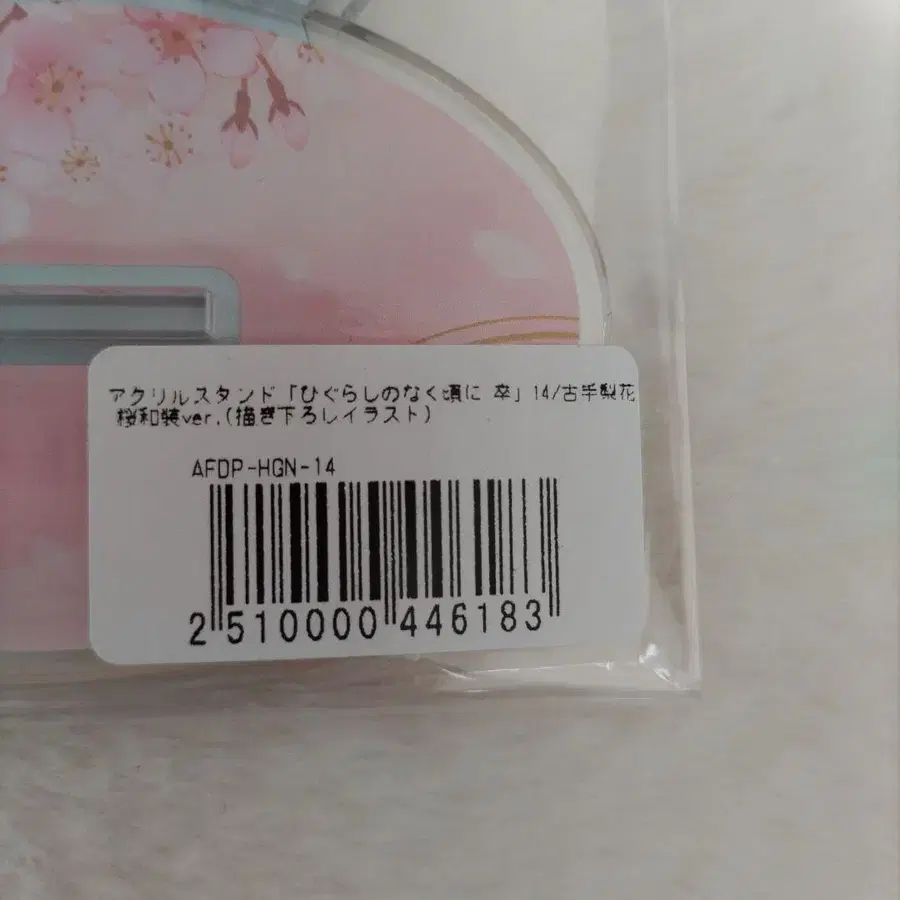 アクリルスタンド「ひぐらしのなく頃に 卒」14/古手梨花
桜和装ver.(描き下ろしイラスト)
AFDP-HGN-14
2 510000 446183